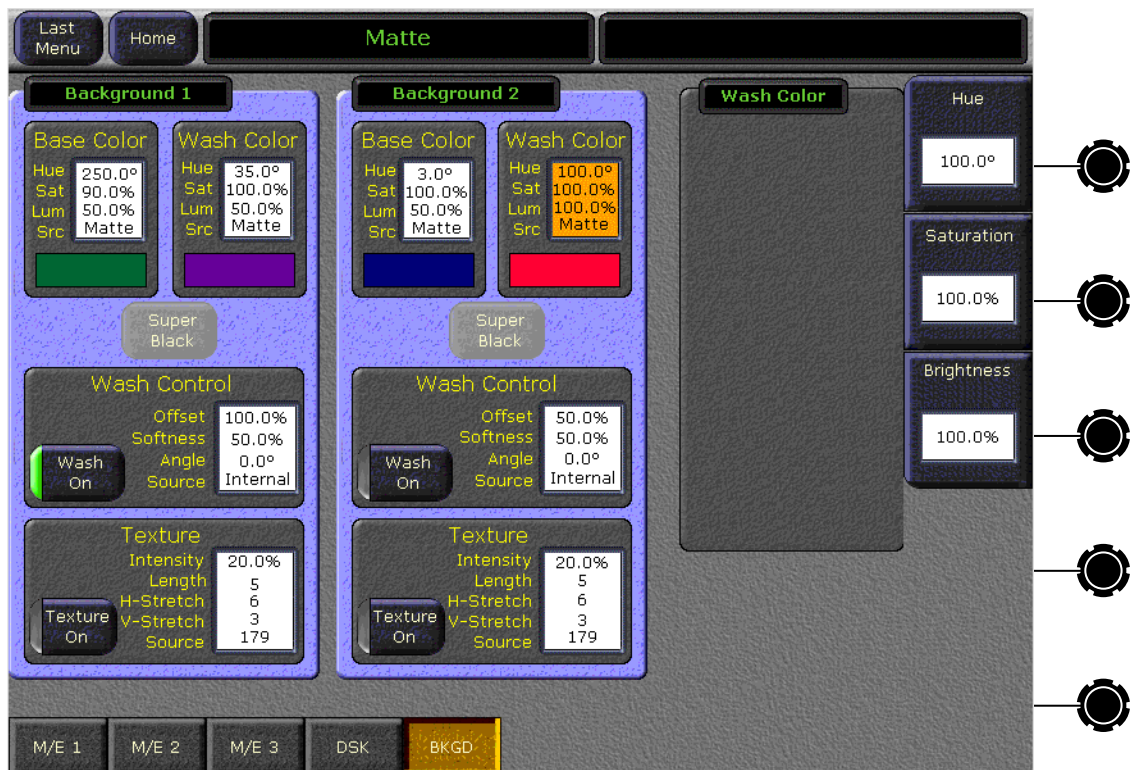 Last Menu
Home
Matte
Background 1
Base Color
Hue 250.0°
Sat 90.0%
Lum 50.0%
Src Matte
Wash Color
Hue 35.0°
Sat 100.0%
Lum 50.0%
Src Matte
Super Black
Wash Control
Offset 100.0%
Softness 50.0%
Angle 0.0°
Source Internal
Wash On
Texture
Intensity 20.0%
Length 5
H-Stretch 6
V-Stretch 3
Source 179
Texture On
Background 2
Base Color
Hue 3.0°
Sat 100.0%
Lum 50.0%
Src Matte
Wash Color
Hue 100.0°
Sat 100.0%
Lum 100.0%
Src Matte
Super Black
Wash Control
Offset 50.0%
Softness 50.0%
Angle 0.0°
Source Internal
Wash On
Texture
Intensity 20.0%
Length 5
H-Stretch 6
V-Stretch 3
Source 179
Texture On
Wash Color
Hue
100.0°
Saturation
100.0%
Brightness
100.0%
M/E 1
M/E 2
M/E 3
DSK
BKGD